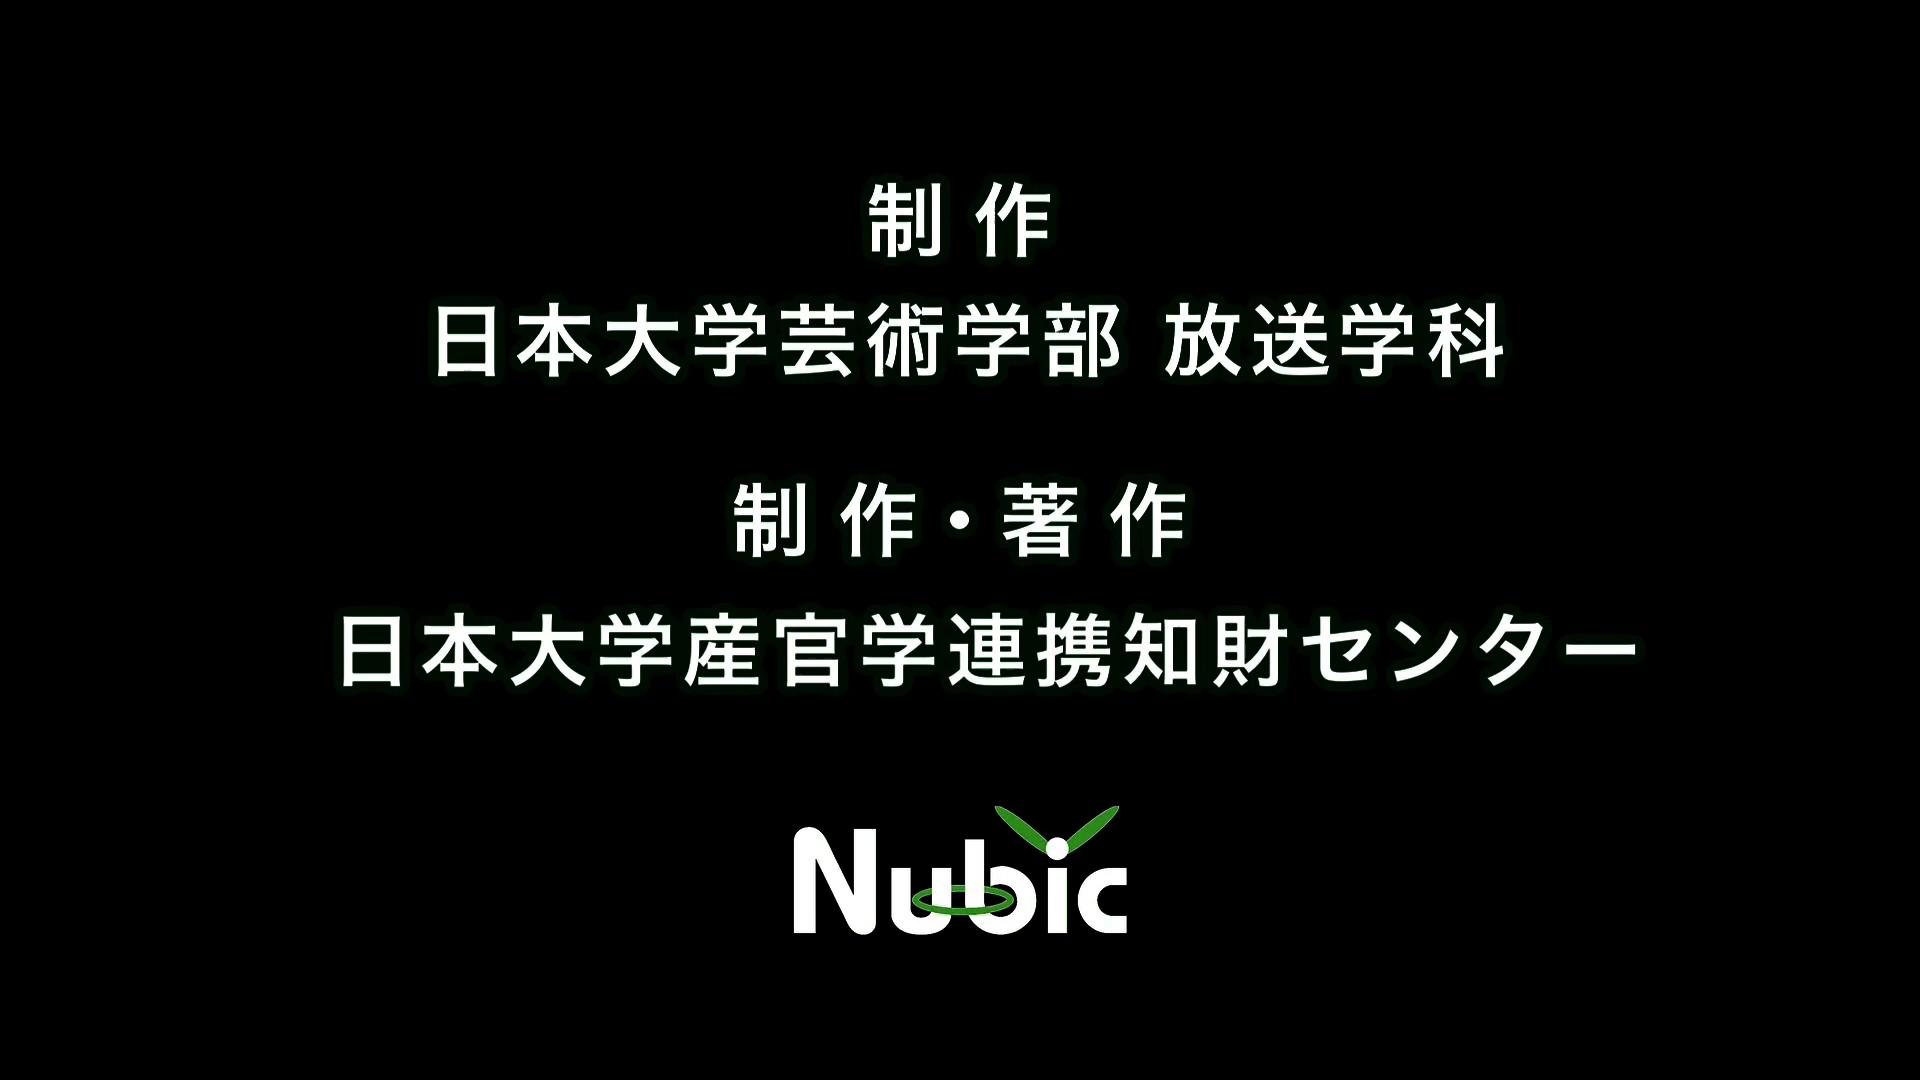 制 作
日本大学芸術学部 放送学科
制 作・著 作
日本大学産官学連携知財センター
Nubic